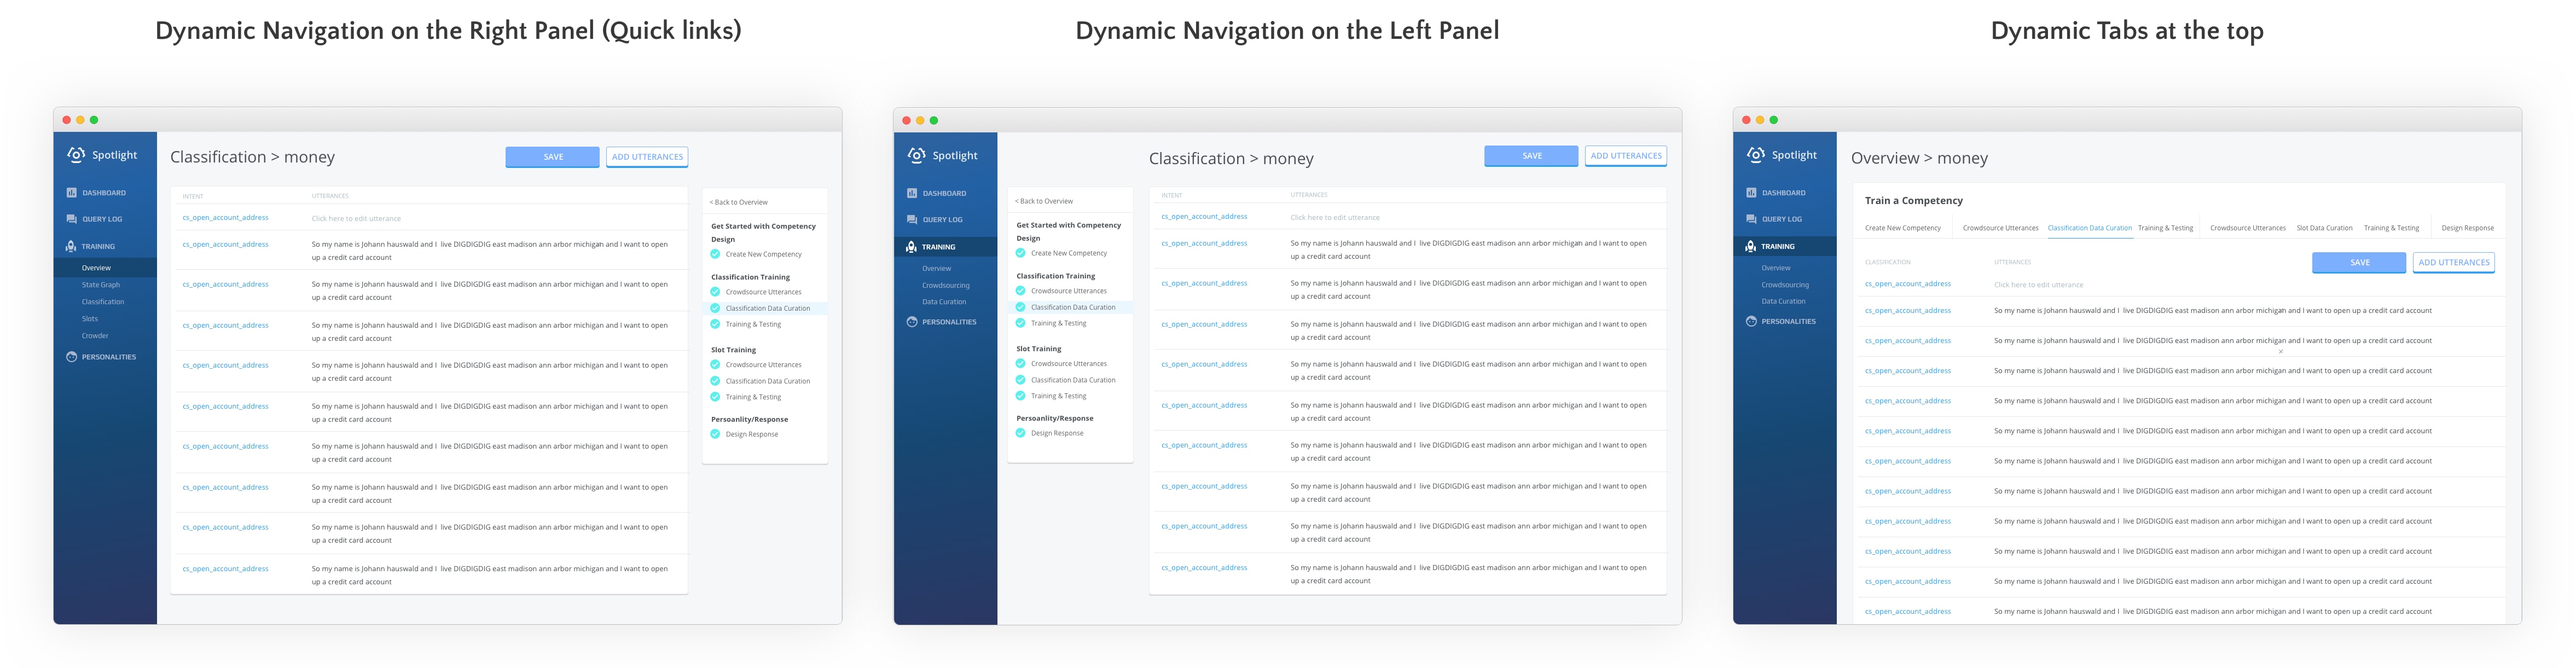 Dynamic Navigation on the Right Panel (Quick links)
Spotlight
DASHBOARD
QUERY LOG
TRAINING
Overview
State Graph
Classification
Slots
Crowder
PERSONALITIES
Classification > money
SAVE
ADD UTTERANCES
INTENT UTTERANCES
cs_open_account_address Click here to edit utterance
cs_open_account_address So my name is Johann hauswald and I live DIGDIGDIG east madison ann arbor michigan and I want to open
up a credit card account
cs_open_account_address So my name is Johann hauswald and I live DIGDIGDIG east madison ann arbor michigan and I want to open
up a credit card account
cs_open_account_address So my name is Johann hauswald and I live DIGDIGDIG east madison ann arbor michigan and I want to open
up a credit card account
cs_open_account_address So my name is Johann hauswald and I live DIGDIGDIG east madison ann arbor michigan and I want to open
up a credit card account
cs_open_account_address So my name is Johann hauswald and I live DIGDIGDIG east madison ann arbor michigan and I want to open
up a credit card account
cs_open_account_address So my name is Johann hauswald and I live DIGDIGDIG east madison ann arbor michigan and I want to open
up a credit card account
cs_open_account_address So my name is Johann hauswald and I live DIGDIGDIG east madison ann arbor michigan and I want to open
up a credit card account
cs_open_account_address So my name is Johann hauswald and I live DIGDIGDIG east madison ann arbor michigan and I want to open
up a credit card account
cs_open_account_address So my name is Johann hauswald and I live DIGDIGDIG east madison ann arbor michigan and I want to open
up a credit card account
< Back to Overview
Get Started with Competency
Design
Create New Competency
Classification Training
Crowdsource Utterances
Classification Data Curation
Training & Testing
Slot Training
Crowdsource Utterances
Classification Data Curation
Training & Testing
Persoanlity/Response
Design Response
Dynamic Navigation on the Left Panel
Spotlight
DASHBOARD
QUERY LOG
TRAINING
Overview
Crowdsourcing
Data Curation
PERSONALITIES
< Back to Overview
Get Started with Competency
Design
Create New Competency
Classification Training
Crowdsource Utterances
Classification Data Curation
Training & Testing
Slot Training
Crowdsource Utterances
Classification Data Curation
Training & Testing
Persoanlity/Response
Design Response
Classification > money
SAVE
ADD UTTERANCES
INTENT UTTERANCES
cs_open_account_address Click here to edit utterance
cs_open_account_address So my name is Johann hauswald and I live DIGDIGDIG east madison ann arbor michigan and I want to open
up a credit card account
cs_open_account_address So my name is Johann hauswald and I live DIGDIGDIG east madison ann arbor michigan and I want to open
up a credit card account
cs_open_account_address So my name is Johann hauswald and I live DIGDIGDIG east madison ann arbor michigan and I want to open
up a credit card account
cs_open_account_address So my name is Johann hauswald and I live DIGDIGDIG east madison ann arbor michigan and I want to open
up a credit card account
cs_open_account_address So my name is Johann hauswald and I live DIGDIGDIG east madison ann arbor michigan and I want to open
up a credit card account
cs_open_account_address So my name is Johann hauswald and I live DIGDIGDIG east madison ann arbor michigan and I want to open
up a credit card account
cs_open_account_address So my name is Johann hauswald and I live DIGDIGDIG east madison ann arbor michigan and I want to open
up a credit card account
cs_open_account_address So my name is Johann hauswald and I live DIGDIGDIG east madison ann arbor michigan and I want to open
up a credit card account
cs_open_account_address So my name is Johann hauswald and I live DIGDIGDIG east madison ann arbor michigan and I want to open
up a credit card account
Dynamic Tabs at the top
Spotlight
DASHBOARD
QUERY LOG
TRAINING
Overview
Crowdsourcing
Data Curation
PERSONALITIES
Overview > money
Train a Competency
Create New Competency Crowdsource Utterances Classification Data Curation Training & Testing Crowdsource Utterances Slot Data Curation Training & Testing Design Response
CLASSIFICATION UTTERANCES
SAVE
ADD UTTERANCES
cs_open_account_address Click here to edit utterance
cs_open_account_address So my name is Johann hauswald and I live DIGDIGDIG east madison ann arbor michigan and I want to open up a credit card account
cs_open_account_address So my name is Johann hauswald and I live DIGDIGDIG east madison ann arbor michigan and I want to open up a credit card account
cs_open_account_address So my name is Johann hauswald and I live DIGDIGDIG east madison ann arbor michigan and I want to open up a credit card account
cs_open_account_address So my name is Johann hauswald and I live DIGDIGDIG east madison ann arbor michigan and I want to open up a credit card account
cs_open_account_address So my name is Johann hauswald and I live DIGDIGDIG east madison ann arbor michigan and I want to open up a credit card account
cs_open_account_address So my name is Johann hauswald and I live DIGDIGDIG east madison ann arbor michigan and I want to open up a credit card account
cs_open_account_address So my name is Johann hauswald and I live DIGDIGDIG east madison ann arbor michigan and I want to open up a credit card account
cs_open_account_address So my name is Johann hauswald and I live DIGDIGDIG east madison ann arbor michigan and I want to open up a credit card account
cs_open_account_address So my name is Johann hauswald and I live DIGDIGDIG east madison ann arbor michigan and I want to open up a credit card account
cs_open_account_address So my name is Johann hauswald and I live DIGDIGDIG east madison ann arbor michigan and I want to open up a credit card account
cs_open_account_address So my name is Johann hauswald and I live DIGDIGDIG east madison ann arbor michigan and I want to open up a credit card account